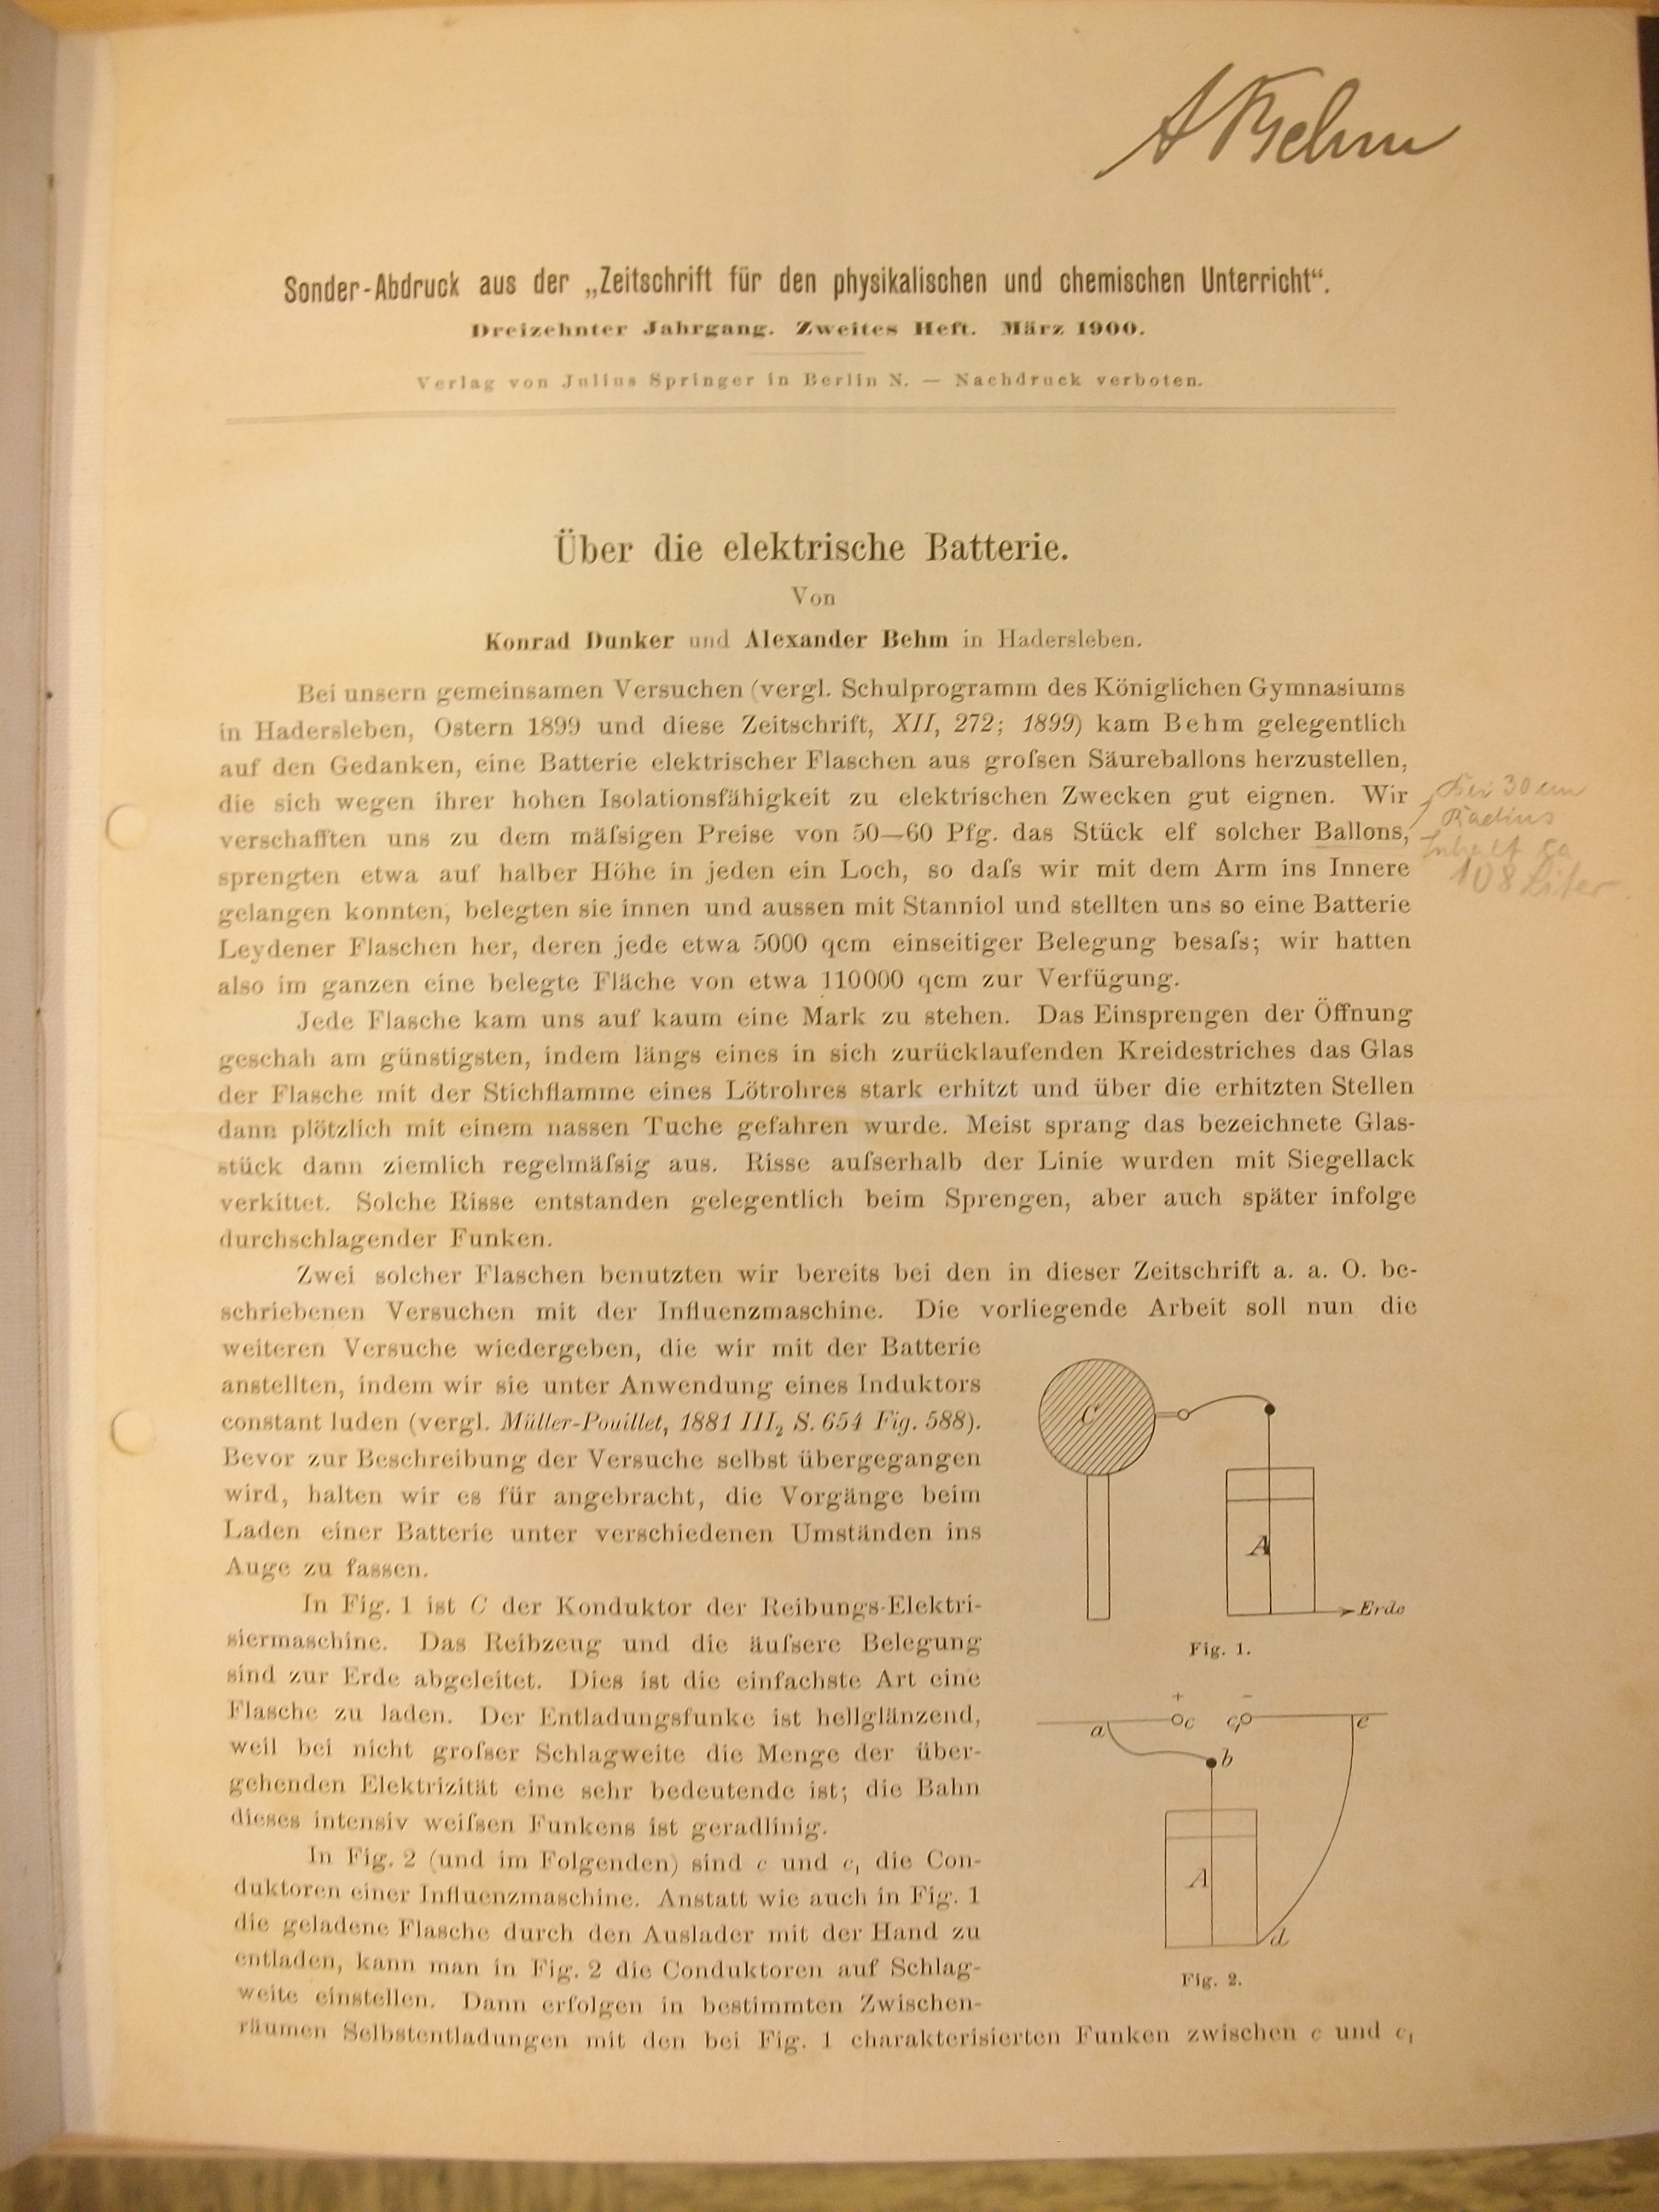 A Behm
Sonder-Abdruck aus der „Zeitschrift für den physikalischen und chemischen Unterricht“.
Dreizehnter Jahrgang. Zweites Heft. März 1900.
Verlag von Julius Springer in Berlin N. — Nachdruck verboten.
Über die elektrische Batterie.
Von
Konrad Dunker und Alexander Behm in Hadersleben.
Bei unsern gemeinsamen Versuchen (vergl. Schulprogramm des Königlichen Gymnasiums
in Hadersleben, Ostern 1899 und diese Zeitschrift, XII, 272; 1899) kam Behm gelegentlich
auf den Gedanken, eine Batterie elektrischer Flaschen aus groſsen Säureballons herzustellen,
die sich wegen ihrer hohen Isolationsfähigkeit zu elektrischen Zwecken gut eignen. Wir
verschafften uns zu dem mäſsigen Preise von 50—60 Pfg. das Stück elf solcher Ballons,
sprengten etwa auf halber Höhe in jeden ein Loch, so daſs wir mit dem Arm ins Innere
gelangen konnten, belegten sie innen und aussen mit Stanniol und stellten uns so eine Batterie
Leydener Flaschen her, deren jede etwa 5000 qcm einseitiger Belegung besaſs; wir hatten
also im ganzen eine belegte Fläche von etwa 110000 qcm zur Verfügung.
bei 30 cm
Radius
Inhalt ca
108 Liter
Jede Flasche kam uns auf kaum eine Mark zu stehen. Das Einsprengen der Öffnung
geschah am günstigsten, indem längs eines in sich zurücklaufenden Kreidestriches das Glas
der Flasche mit der Stichflamme eines Lötrohres stark erhitzt und über die erhitzten Stellen
dann plötzlich mit einem nassen Tuche gefahren wurde. Meist sprang das bezeichnete Glas-
stück dann ziemlich regelmäſsig aus. Risse auſserhalb der Linie wurden mit Siegellack
verkittet. Solche Risse entstanden gelegentlich beim Sprengen, aber auch später infolge
durchschlagender Funken.
Zwei solcher Flaschen benutzten wir bereits bei den in dieser Zeitschrift a. a. O. be-
schriebenen Versuchen mit der Influenzmaschine. Die vorliegende Arbeit soll nun die
weiteren Versuche wiedergeben, die wir mit der Batterie
anstellten, indem wir sie unter Anwendung eines Induktors
constant luden (vergl. Müller-Pouillet, 1881 III₂ S. 654 Fig. 588).
Bevor zur Beschreibung der Versuche selbst übergegangen
wird, halten wir es für angebracht, die Vorgänge beim
Laden einer Batterie unter verschiedenen Umständen ins
Auge zu fassen.
In Fig. 1 ist C der Konduktor der Reibungs-Elektri-
siermaschine. Das Reibzeug und die äuſsere Belegung
sind zur Erde abgeleitet. Dies ist die einfachste Art eine
Flasche zu laden. Der Entladungsfunke ist hellglänzend,
weil bei nicht groſser Schlagweite die Menge der über-
gehenden Elektrizität eine sehr bedeutende ist; die Bahn
dieses intensiv weiſsen Funkens ist geradlinig.
In Fig. 2 (und im Folgenden) sind c und c₁ die Con-
duktoren einer Influenzmaschine. Anstatt wie auch in Fig. 1
die geladene Flasche durch den Auslader mit der Hand zu
entladen, kann man in Fig. 2 die Conduktoren auf Schlag-
weite einstellen. Dann erfolgen in bestimmten Zwischen-
räumen Selbstentladungen mit den bei Fig. 1 charakterisierten Funken zwischen c und c₁
C
A
Erde
Fig. 1.
+ −
a c c₁ e
b
A
d
Fig. 2.